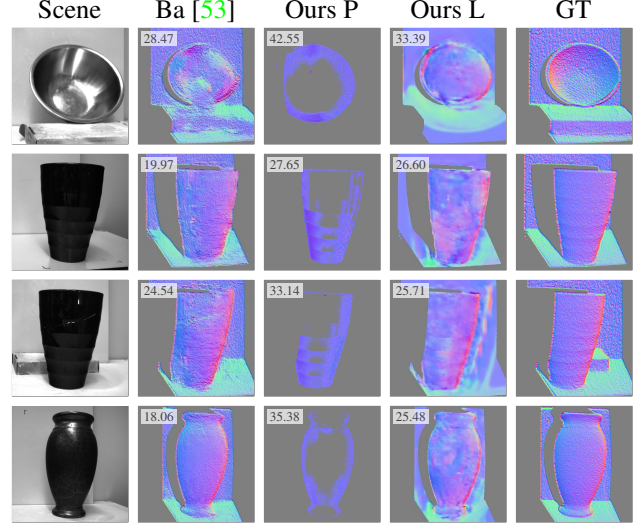 Scene Ba [53] Ours P Ours L GT
28.47 42.55 33.39
19.97 27.65 26.60
24.54 33.14 25.71
18.06 35.38 25.48